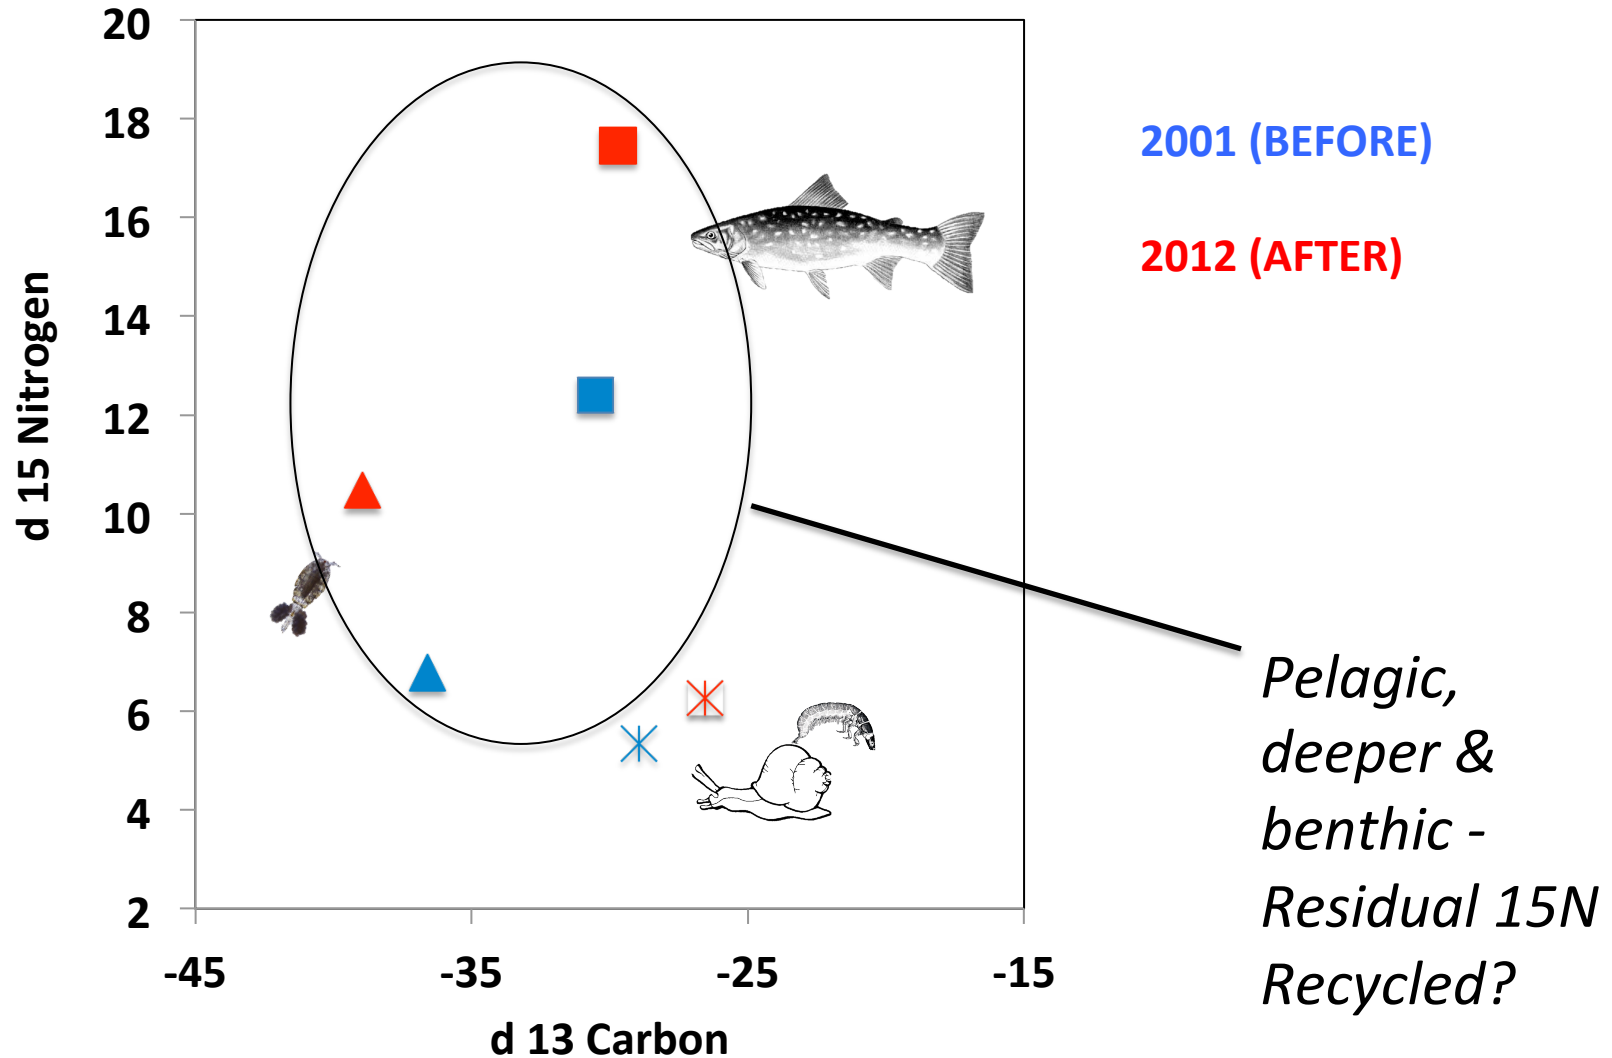 20
18
16
14
12
10
8
6
4
2
d 15 Nitrogen
-45
-35
-25
-15
d 13 Carbon
2001 (BEFORE)
2012 (AFTER)
Pelagic,
deeper &
benthic -
Residual 15N
Recycled?